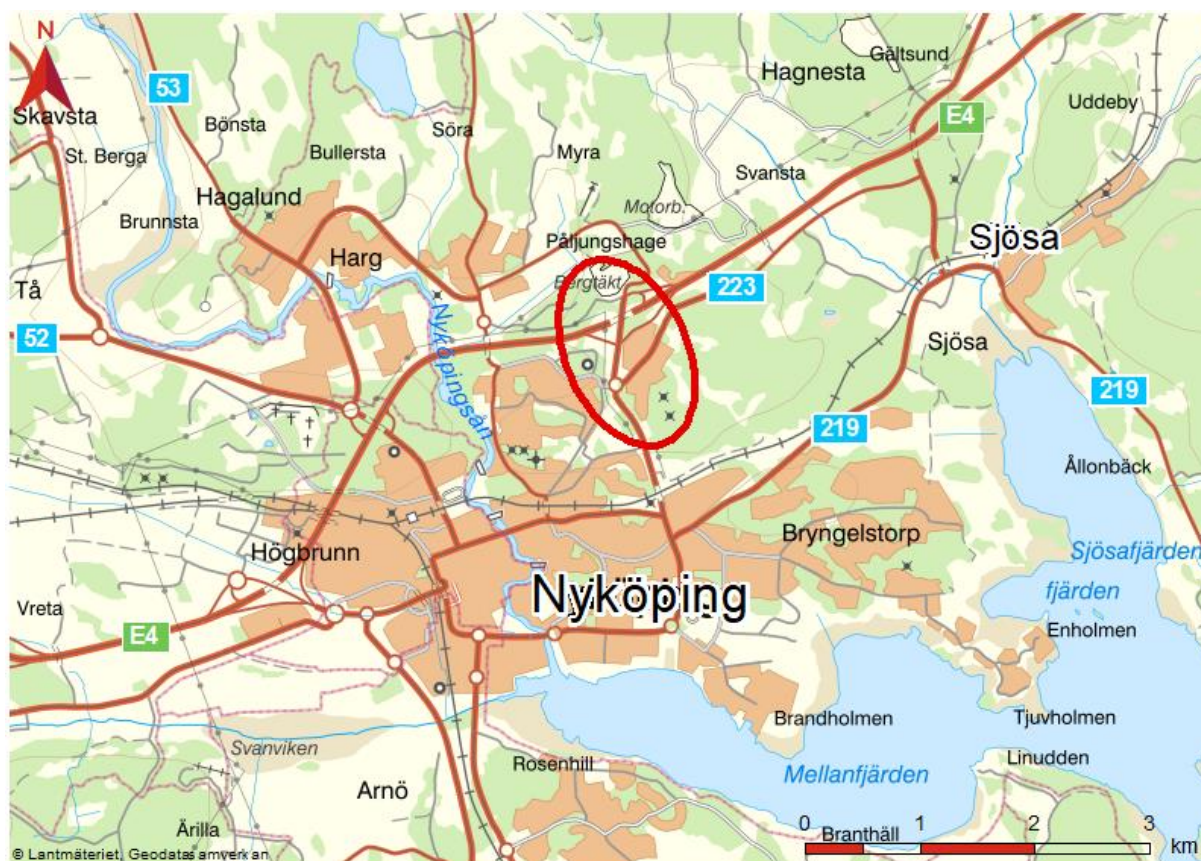 N
Gältsund
Hagnesta
53
E4
Uddeby
Skavsta
Bönsta
Söra
St. Berga
Bullersta
Myra
Svansta
Hagalund
Motorb.
Brunnsta
Påljungshage
Sjösa
Harg
Bergtäkt
Tå
223
Nyköpingsån
52
Sjösa
219
219
Ållonbäck
Bryngelstorp
Högbrunn
Sjösafjärden
fjärden
Nyköping
Vreta
E4
Enholmen
Brandholmen
Tjuvholmen
Svanviken
Rosenhill
Linudden
Mellanfjärden
Arnö
Ärilla
0 1 2 3
Branthäll
km
© Lantmäteriet, Geodatasamverkan